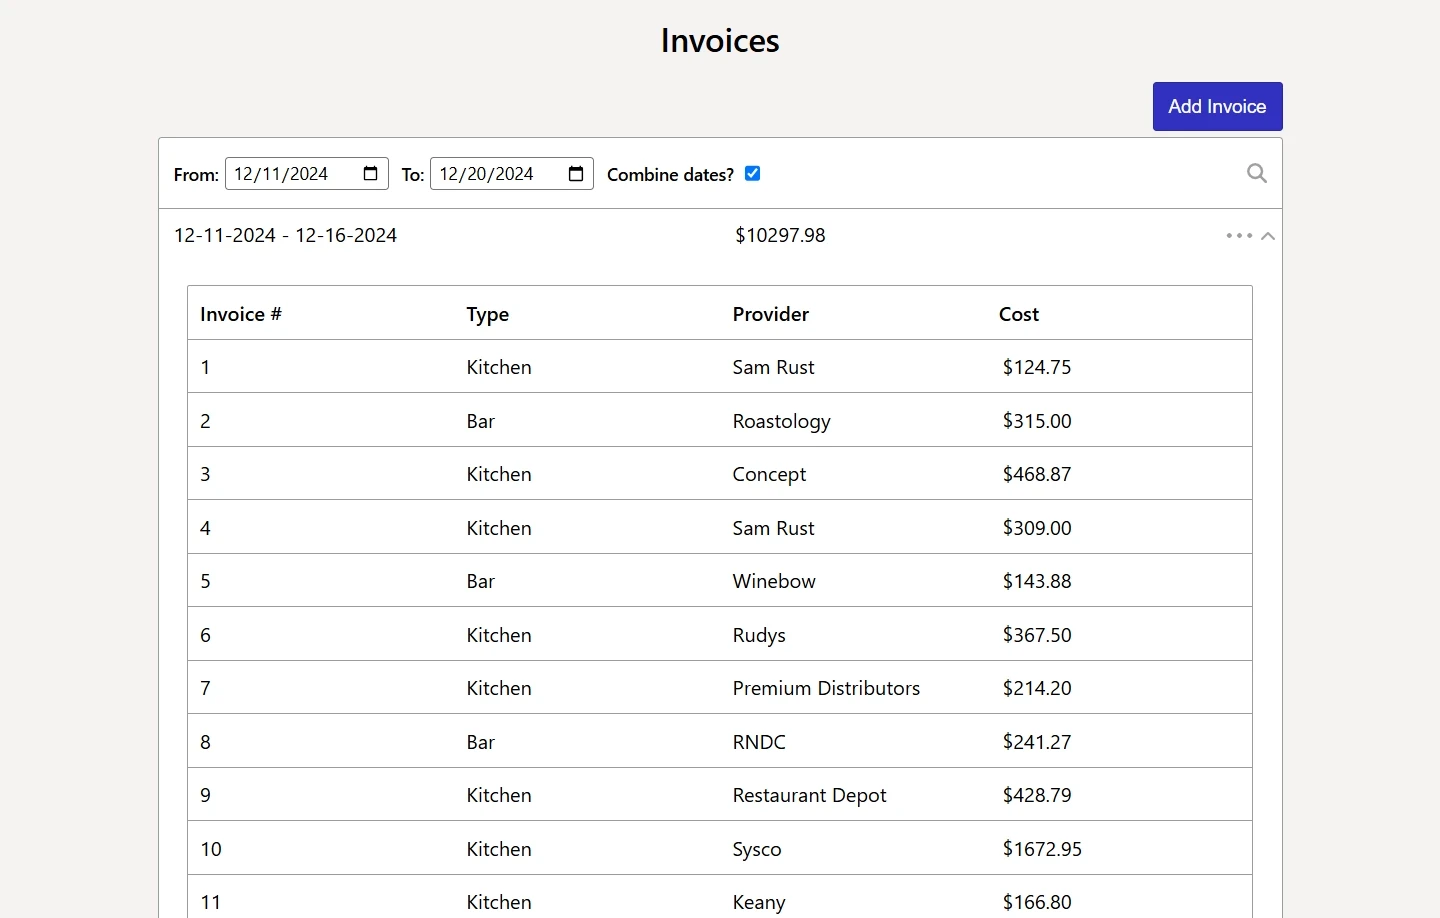 Invoices
Add Invoice
From: 12/11/2024 To: 12/20/2024 Combine dates?
12-11-2024 - 12-16-2024 $10297.98
Invoice # Type Provider Cost
1 Kitchen Sam Rust $124.75
2 Bar Roastology $315.00
3 Kitchen Concept $468.87
4 Kitchen Sam Rust $309.00
5 Bar Winebow $143.88
6 Kitchen Rudys $367.50
7 Kitchen Premium Distributors $214.20
8 Bar RNDC $241.27
9 Kitchen Restaurant Depot $428.79
10 Kitchen Sysco $1672.95
11 Kitchen Keany $166.80